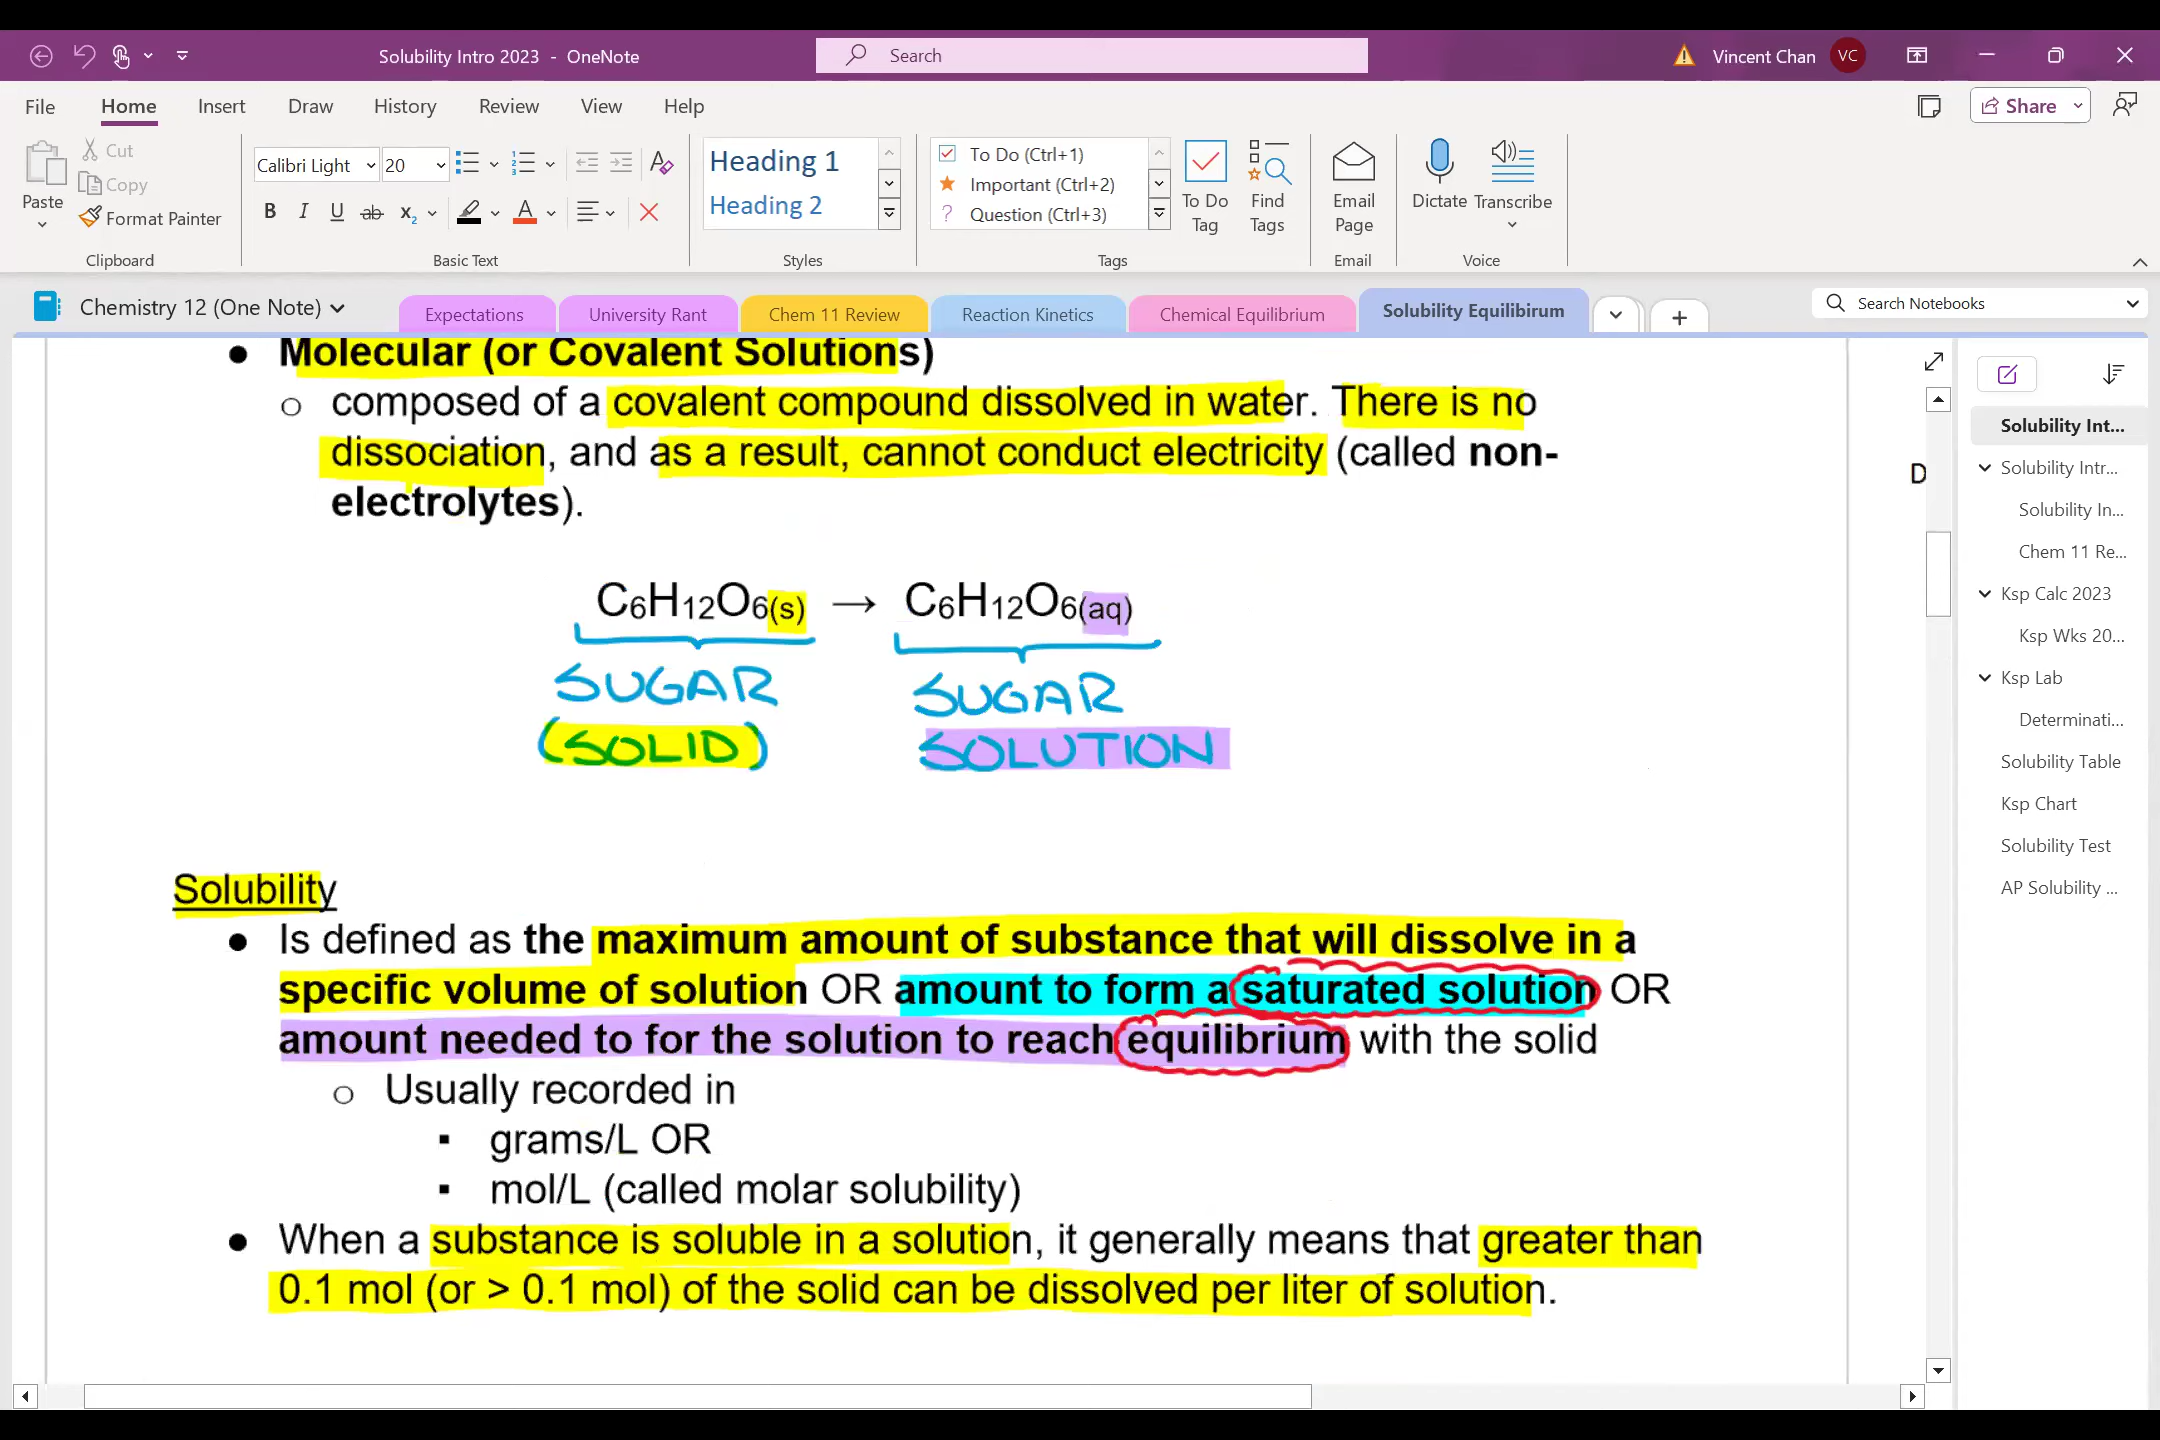 Solubility Intro 2023 - OneNote
Search
Vincent Chan VC
File Home Insert Draw History Review View Help
Share
Paste
Cut
Copy
Format Painter
Clipboard
Calibri Light 20
B I U ab x2 A
Basic Text
Heading 1
Heading 2
Styles
To Do (Ctrl+1)
Important (Ctrl+2)
? Question (Ctrl+3)
To Do Tag
Find Tags
Tags
Email Page
Email
Dictate
Transcribe
Voice
Chemistry 12 (One Note)
Expectations
University Rant
Chem 11 Review
Reaction Kinetics
Chemical Equilibrium
Solubility Equilibirum
+
Search Notebooks
● Molecular (or Covalent Solutions)
o composed of a covalent compound dissolved in water. There is no
dissociation, and as a result, cannot conduct electricity (called non-
electrolytes).
C6H12O6(s) → C6H12O6(aq)
SUGAR SUGAR
(SOLID) SOLUTION
Solubility
● Is defined as the maximum amount of substance that will dissolve in a
specific volume of solution OR amount to form a saturated solution OR
amount needed to for the solution to reach equilibrium with the solid
o Usually recorded in
▪ grams/L OR
▪ mol/L (called molar solubility)
● When a substance is soluble in a solution, it generally means that greater than
0.1 mol (or > 0.1 mol) of the solid can be dissolved per liter of solution.
D
Solubility Int...
Solubility Intr...
Solubility In...
Chem 11 Re...
Ksp Calc 2023
Ksp Wks 20...
Ksp Lab
Determinati...
Solubility Table
Ksp Chart
Solubility Test
AP Solubility ...